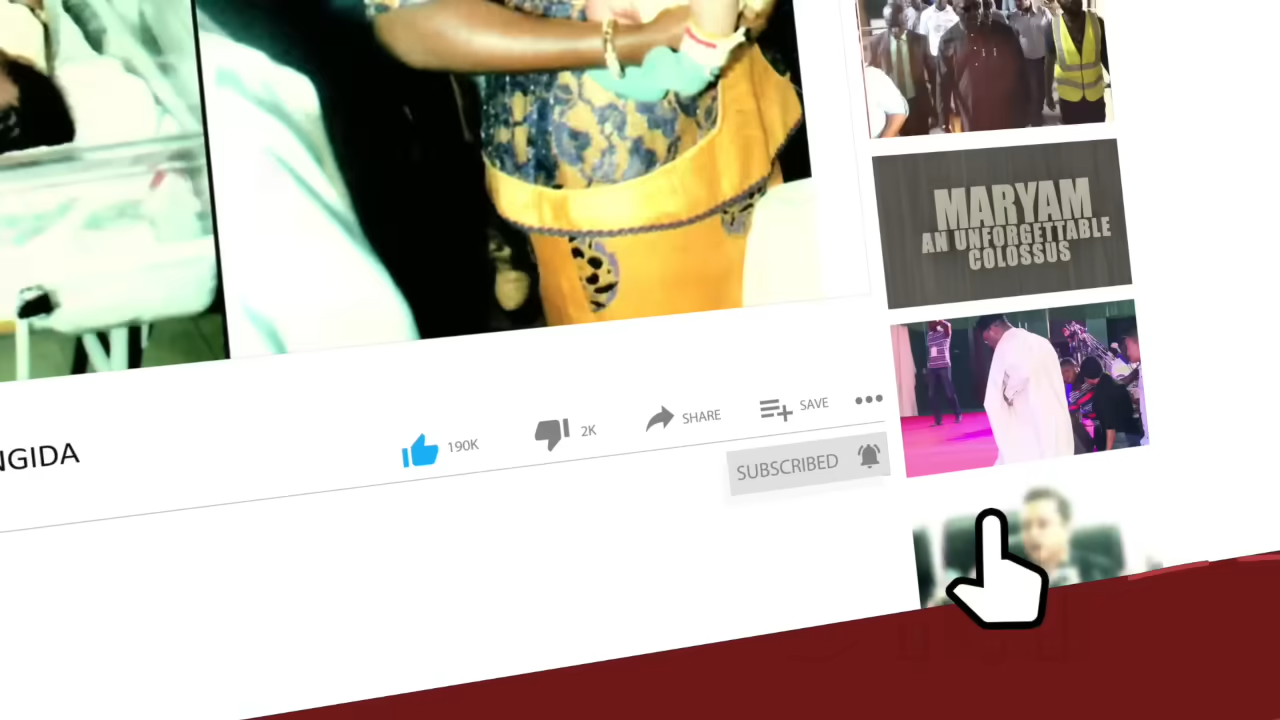 MARYAM
AN UNFORGETTABLE
COLOSSUS
NGIDA
190K
2K
SHARE
SAVE
SUBSCRIBED